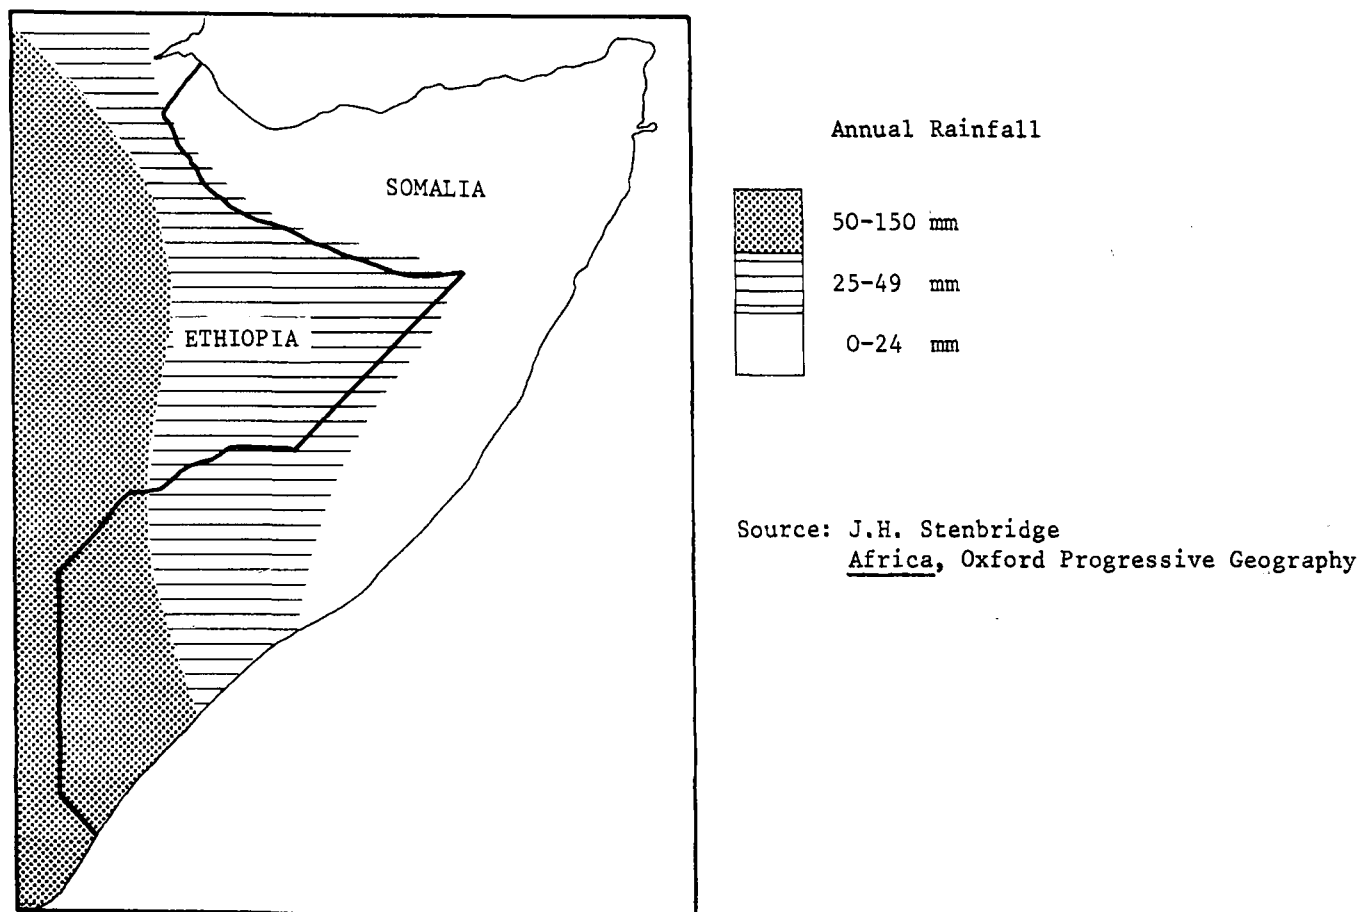 SOMALIA
ETHIOPIA
Annual Rainfall
50-150 mm
25-49 mm
0-24 mm
Source: J.H. Stenbridge
Africa, Oxford Progressive Geography